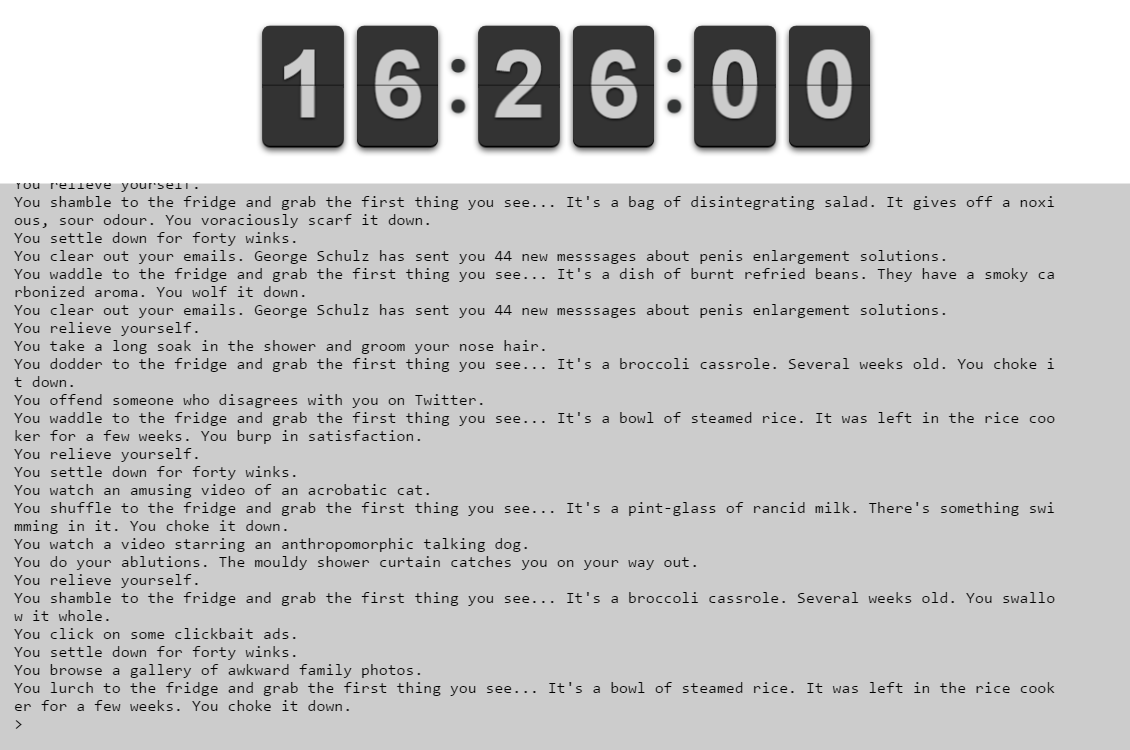 16:26:00
You relieve yourself.
You shamble to the fridge and grab the first thing you see... It's a bag of disintegrating salad. It gives off a noxi
ous, sour odour. You voraciously scarf it down.
You settle down for forty winks.
You clear out your emails. George Schulz has sent you 44 new messsages about penis enlargement solutions.
You waddle to the fridge and grab the first thing you see... It's a dish of burnt refried beans. They have a smoky ca
rbonized aroma. You wolf it down.
You clear out your emails. George Schulz has sent you 44 new messsages about penis enlargement solutions.
You relieve yourself.
You take a long soak in the shower and groom your nose hair.
You dodder to the fridge and grab the first thing you see... It's a broccoli cassrole. Several weeks old. You choke i
t down.
You offend someone who disagrees with you on Twitter.
You waddle to the fridge and grab the first thing you see... It's a bowl of steamed rice. It was left in the rice coo
ker for a few weeks. You burp in satisfaction.
You relieve yourself.
You settle down for forty winks.
You watch an amusing video of an acrobatic cat.
You shuffle to the fridge and grab the first thing you see... It's a pint-glass of rancid milk. There's something swi
mming in it. You choke it down.
You watch a video starring an anthropomorphic talking dog.
You do your ablutions. The mouldy shower curtain catches you on your way out.
You relieve yourself.
You shamble to the fridge and grab the first thing you see... It's a broccoli cassrole. Several weeks old. You swallo
w it whole.
You click on some clickbait ads.
You settle down for forty winks.
You browse a gallery of awkward family photos.
You lurch to the fridge and grab the first thing you see... It's a bowl of steamed rice. It was left in the rice cook
er for a few weeks. You choke it down.
>